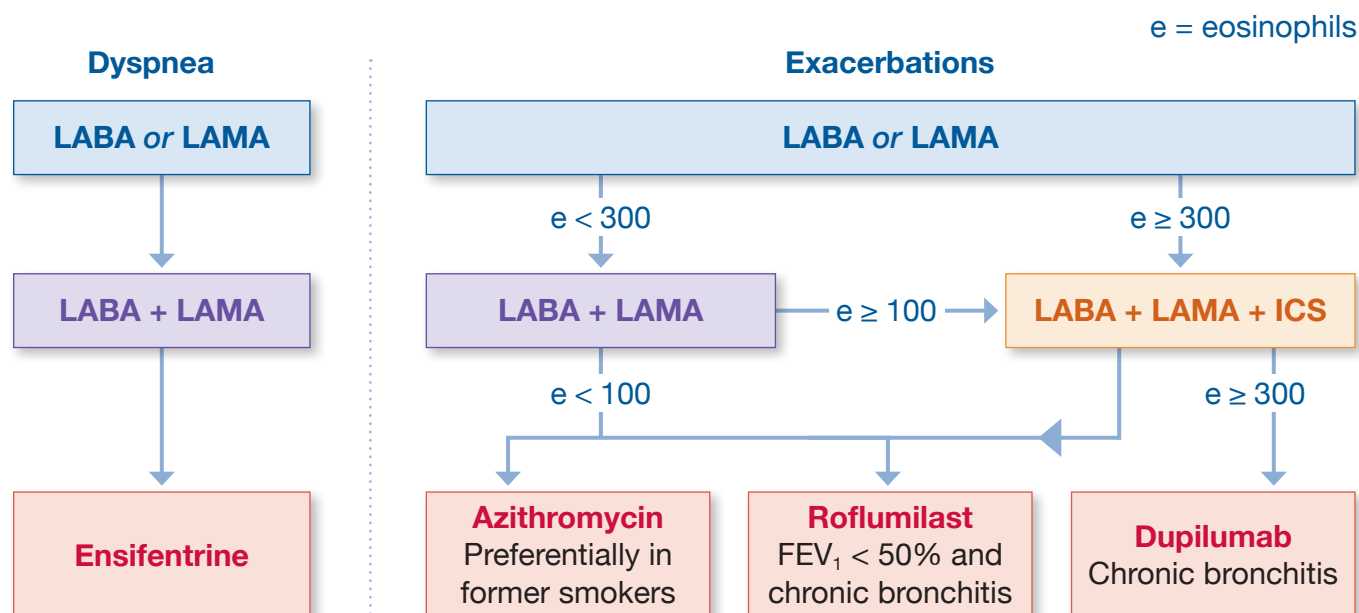 e = eosinophils
Dyspnea
Exacerbations
LABA or LAMA
LABA or LAMA
e < 300
e ≥ 300
LABA + LAMA
LABA + LAMA
e ≥ 100
LABA + LAMA + ICS
e < 100
e ≥ 300
Ensifentrine
Azithromycin
Preferentially in
former smokers
Roflumilast
FEV₁ < 50% and
chronic bronchitis
Dupilumab
Chronic bronchitis